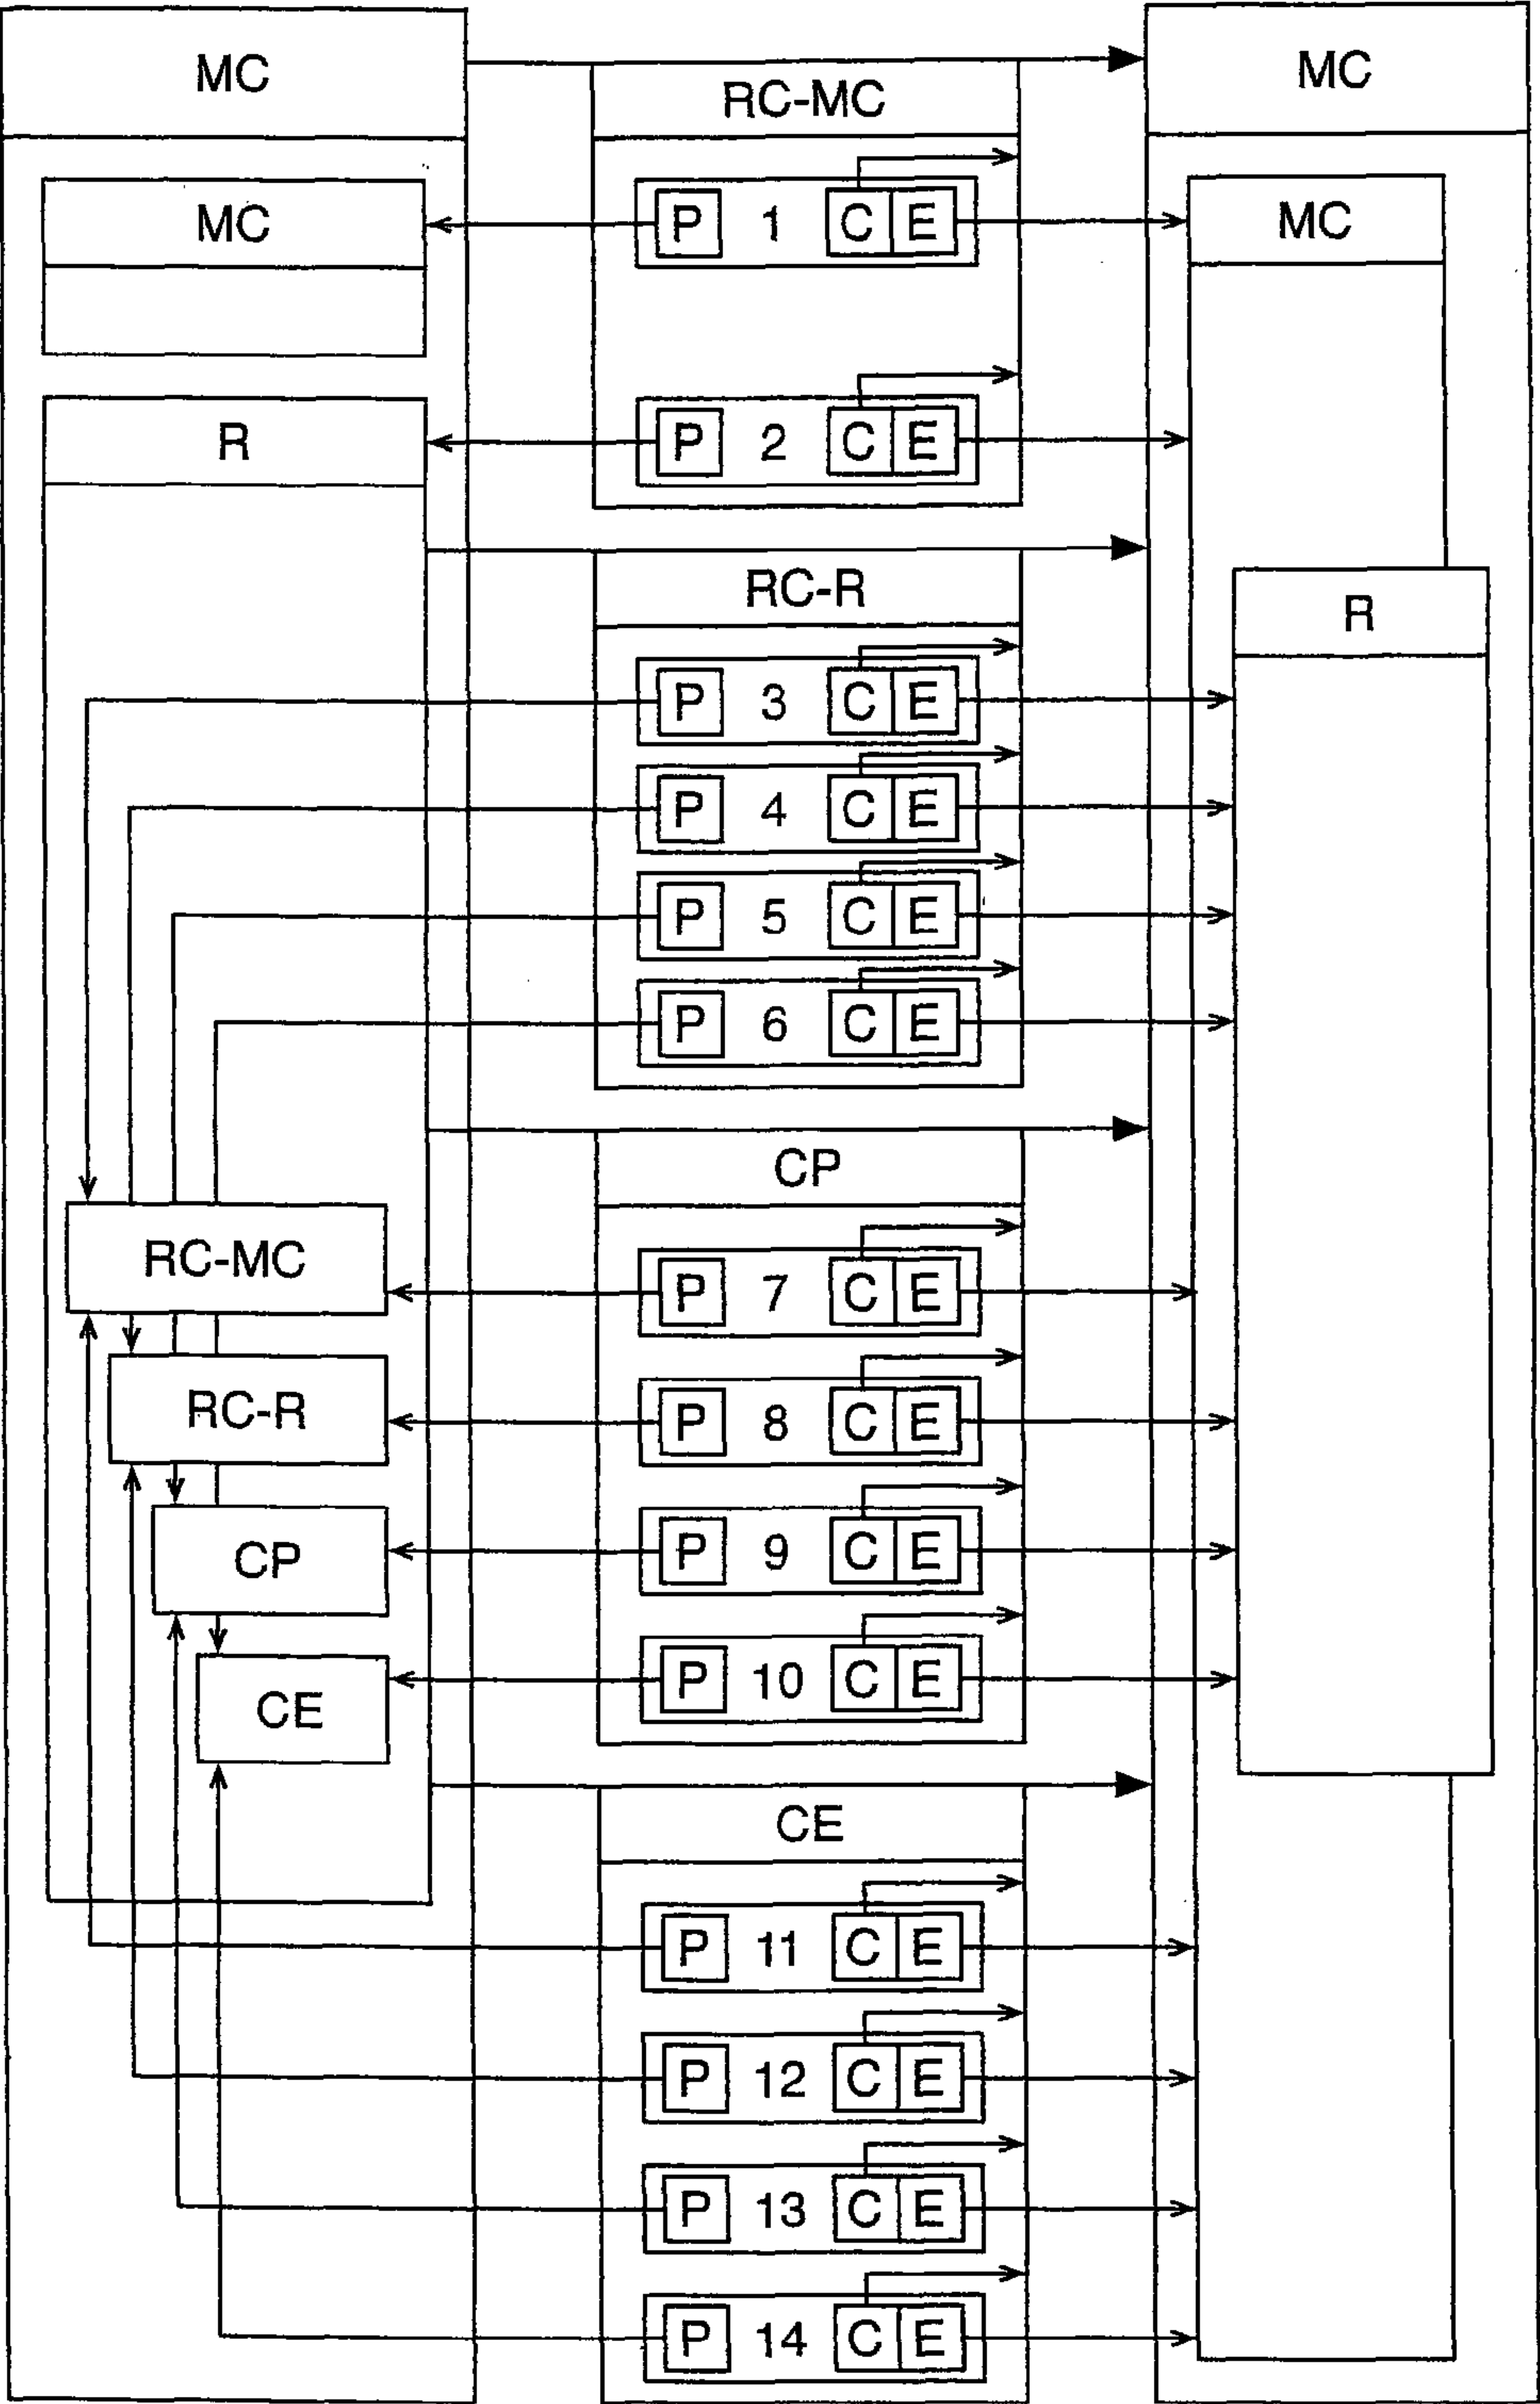 MC
RC-MC
MC
MC
P 1 C E
MC
R
P 2 C E
RC-R
R
P 3 C E
P 4 C E
P 5 C E
P 6 C E
CP
RC-MC
P 7 C E
RC-R
P 8 C E
CP
P 9 C E
CE
P 10 C E
CE
P 11 C E
P 12 C E
P 13 C E
P 14 C E